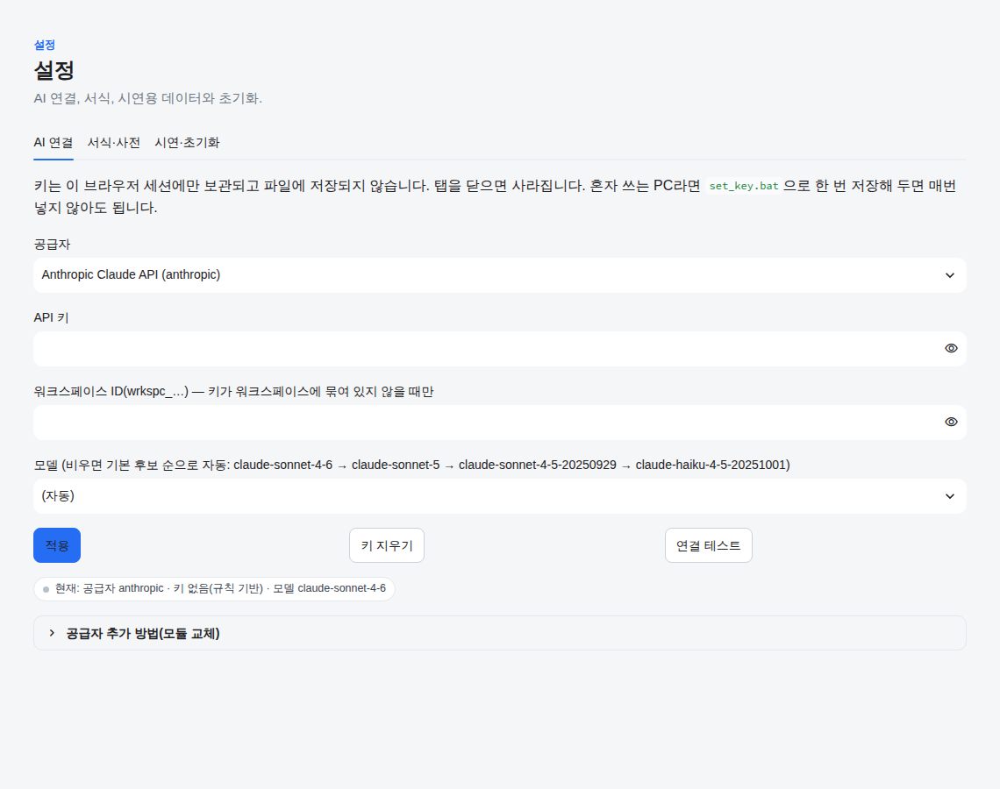 설정
설정
AI 연결, 서식, 시연용 데이터와 초기화.
AI 연결 서식·사전 시연·초기화
키는 이 브라우저 세션에만 보관되고 파일에 저장되지 않습니다. 탭을 닫으면 사라집니다. 혼자 쓰는 PC라면 set_key.bat 으로 한 번 저장해 두면 매번
넣지 않아도 됩니다.
공급자
Anthropic Claude API (anthropic)
API 키
워크스페이스 ID(wrkspc_…) — 키가 워크스페이스에 묶여 있지 않을 때만
모델 (비우면 기본 후보 순으로 자동: claude-sonnet-4-6 → claude-sonnet-5 → claude-sonnet-4-5-20250929 → claude-haiku-4-5-20251001)
(자동)
적용 키 지우기 연결 테스트
현재: 공급자 anthropic · 키 없음(규칙 기반) · 모델 claude-sonnet-4-6
공급자 추가 방법(모듈 교체)